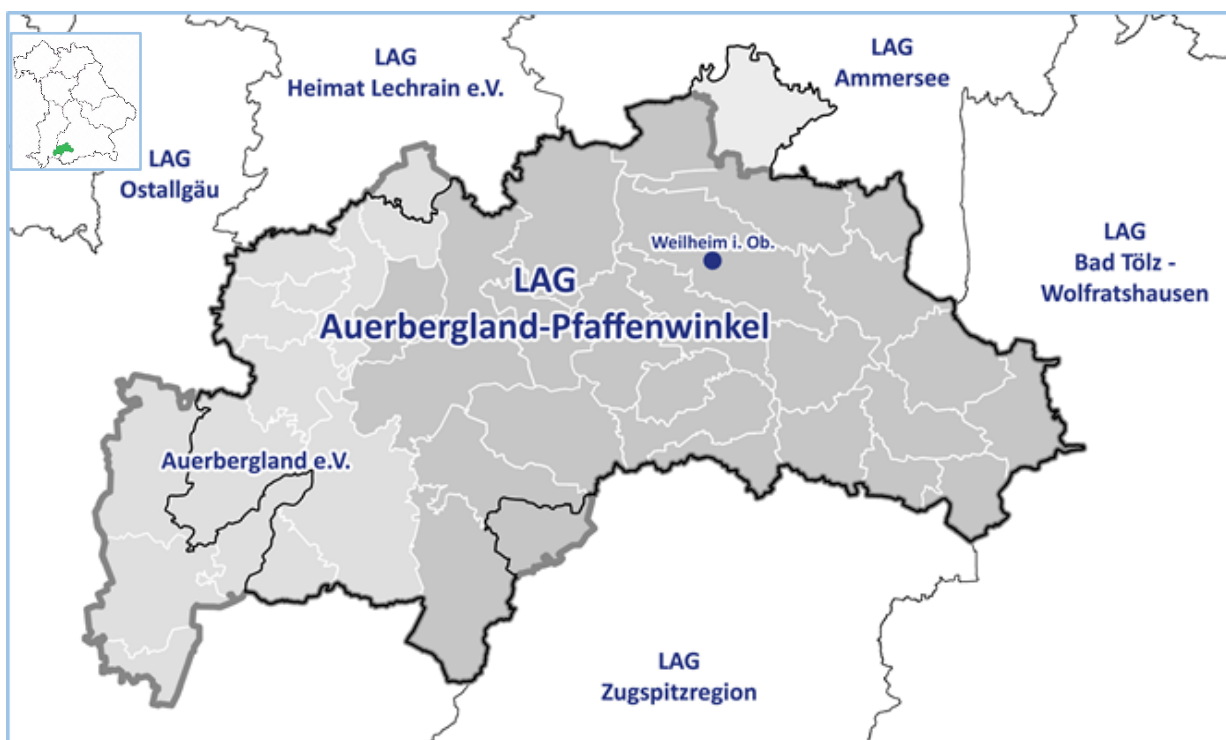 LAG
Heimat Lechrain e.V.
LAG
Ammersee
LAG
Ostallgäu
Weilheim i. Ob.
LAG
Bad Tölz -
Wolfratshausen
LAG
Auerbergland-Pfaffenwinkel
Auerbergland e.V.
LAG
Zugspitzregion